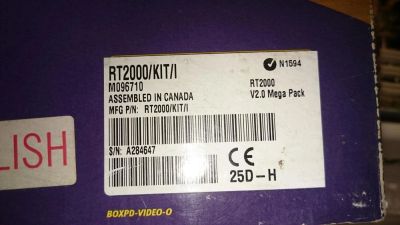 RT2000/KIT/I
M096710
ASSEMBLED IN CANADA
MFG P/N: RT2000/KIT/I
N1594
RT2000
V2.0 Mega Pack
LISH
S/N: A284647
CE
25D-H
BOXPD-VIDEO-O